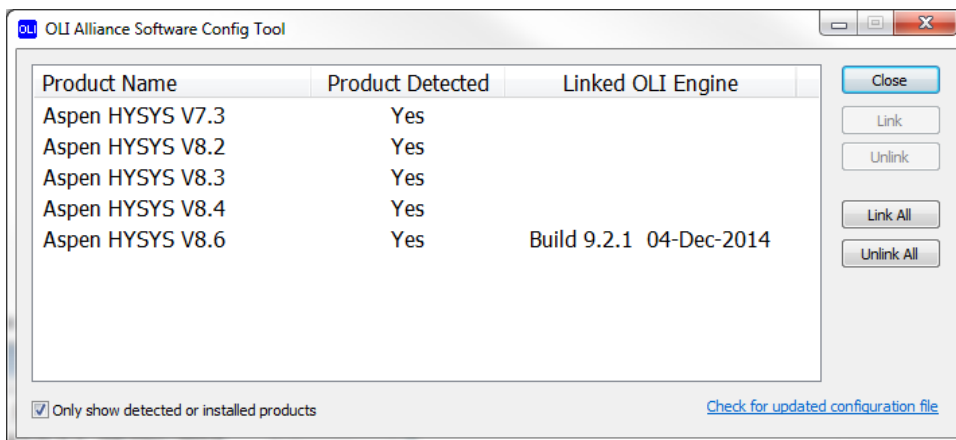 OLI OLI Alliance Software Config Tool
Product Name Product Detected Linked OLI Engine
Aspen HYSYS V7.3 Yes
Aspen HYSYS V8.2 Yes
Aspen HYSYS V8.3 Yes
Aspen HYSYS V8.4 Yes
Aspen HYSYS V8.6 Yes Build 9.2.1 04-Dec-2014
Close
Link
Unlink
Link All
Unlink All
Only show detected or installed products
Check for updated configuration file